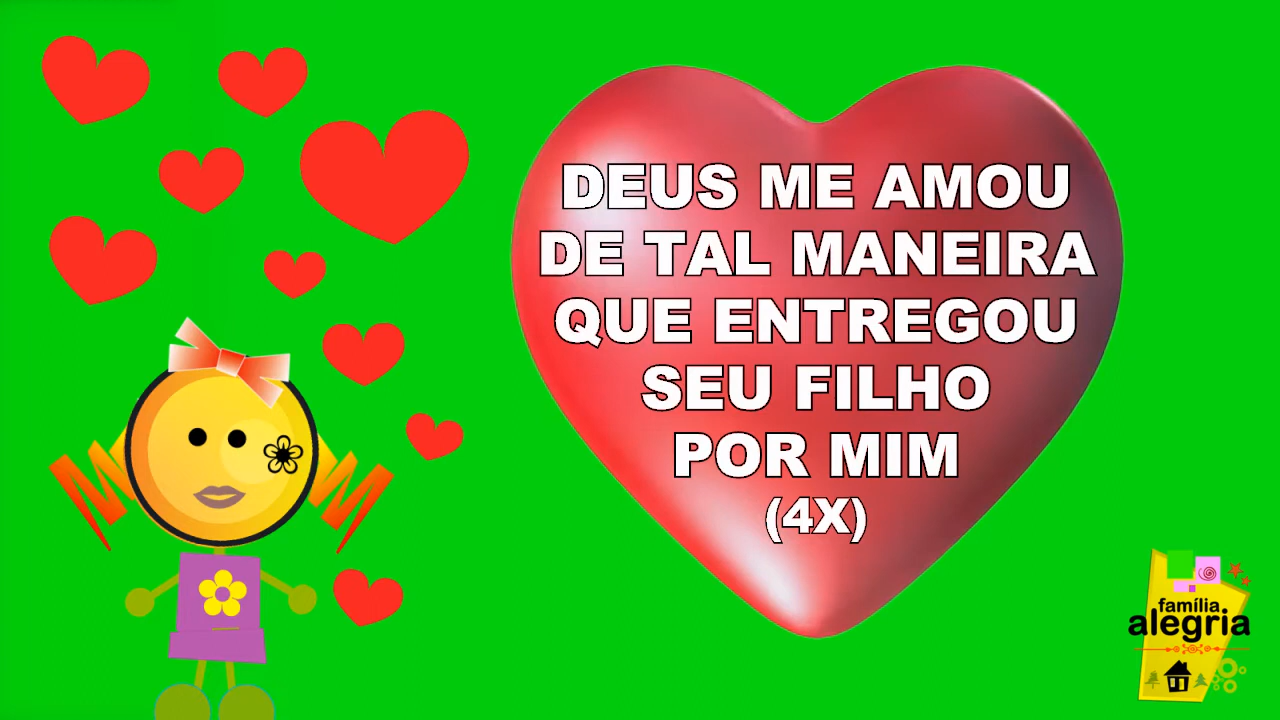 DEUS ME AMOU
DE TAL MANEIRA
QUE ENTREGOU
SEU FILHO
POR MIM
(4X)
família
alegria